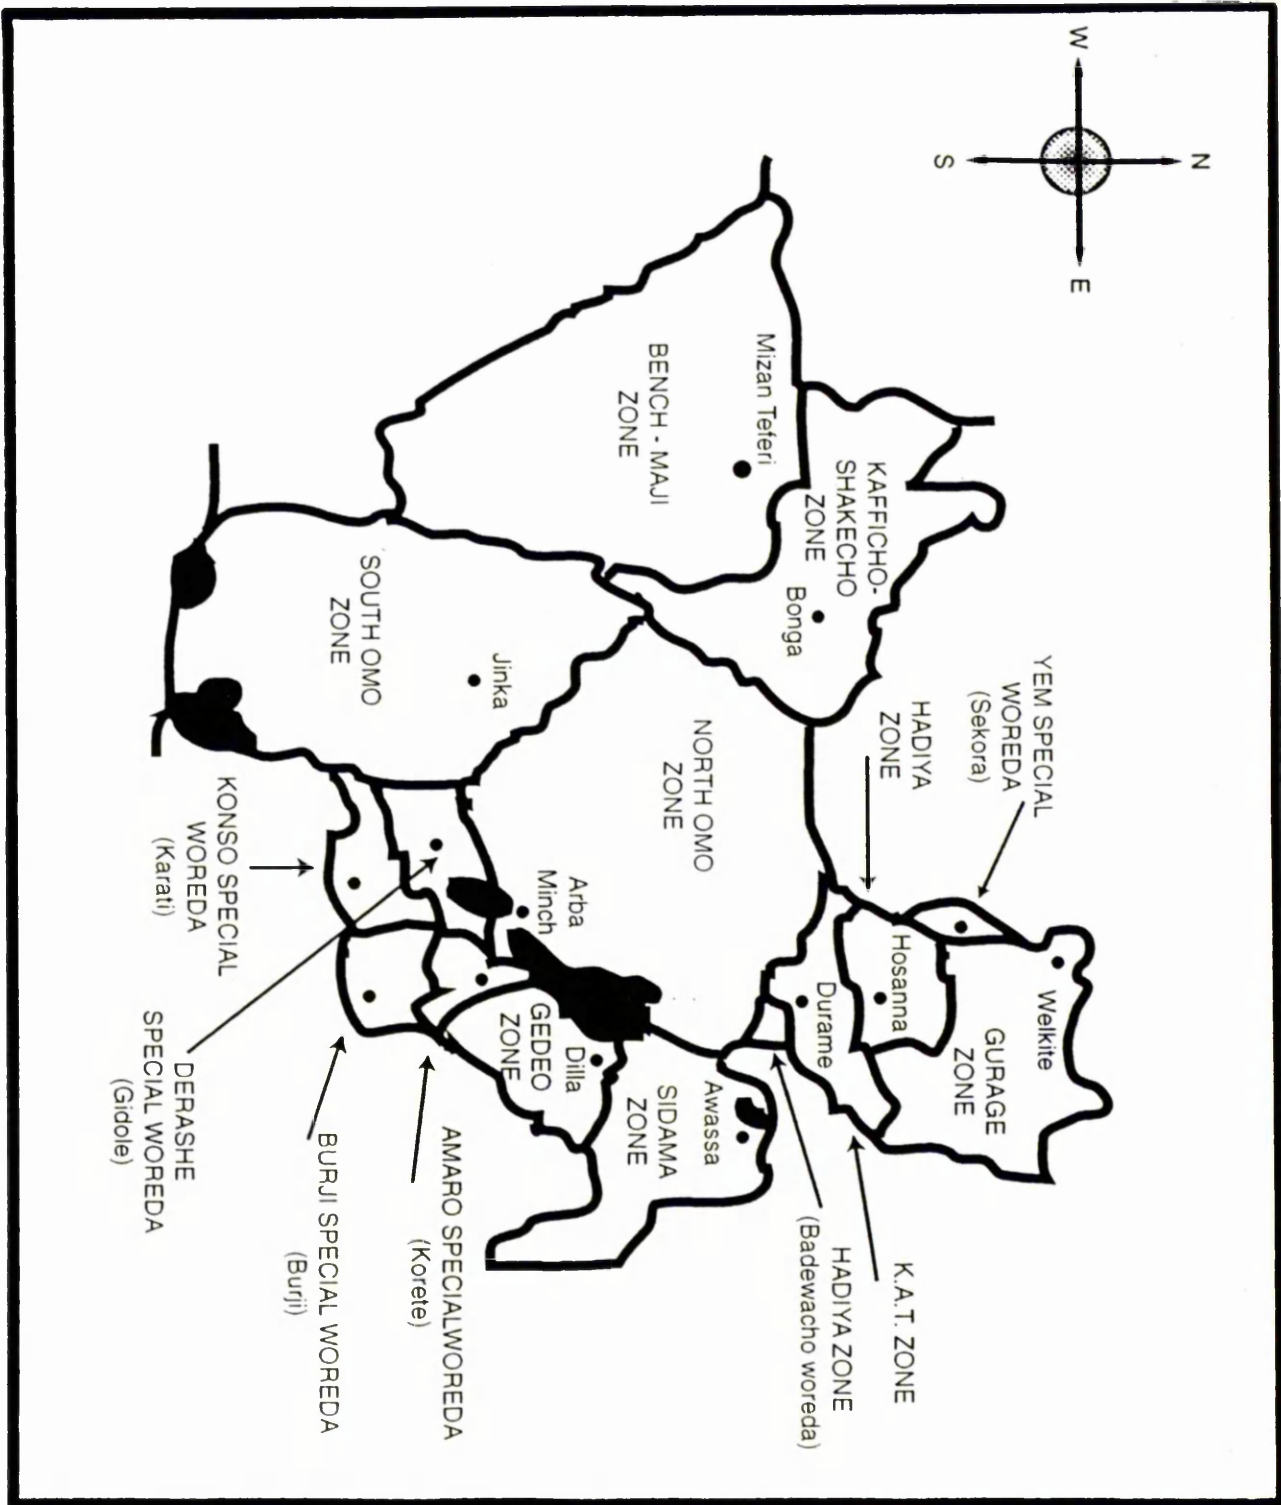 W
N
S
E
YEM SPECIAL
WOREDA
(Sekora)
HADIYA
ZONE
Welkite
GURAGE
ZONE
Hosanna
KAFFICHO-
SHAKECHO
ZONE
Bonga
Durame
K.A.T. ZONE
HADIYA ZONE
(Badewacho woreda)
Mizan Teferi
BENCH - MAJI
ZONE
NORTH OMO
ZONE
Awassa
SIDAMA
ZONE
Arba
Minch
Dilla
GEDEO
ZONE
Jinka
SOUTH OMO
ZONE
AMARO SPECIALWOREDA
(Korete)
BURJI SPECIAL WOREDA
(Burji)
KONSO SPECIAL
WOREDA
(Karati)
DERASHE
SPECIAL WOREDA
(Gidole)